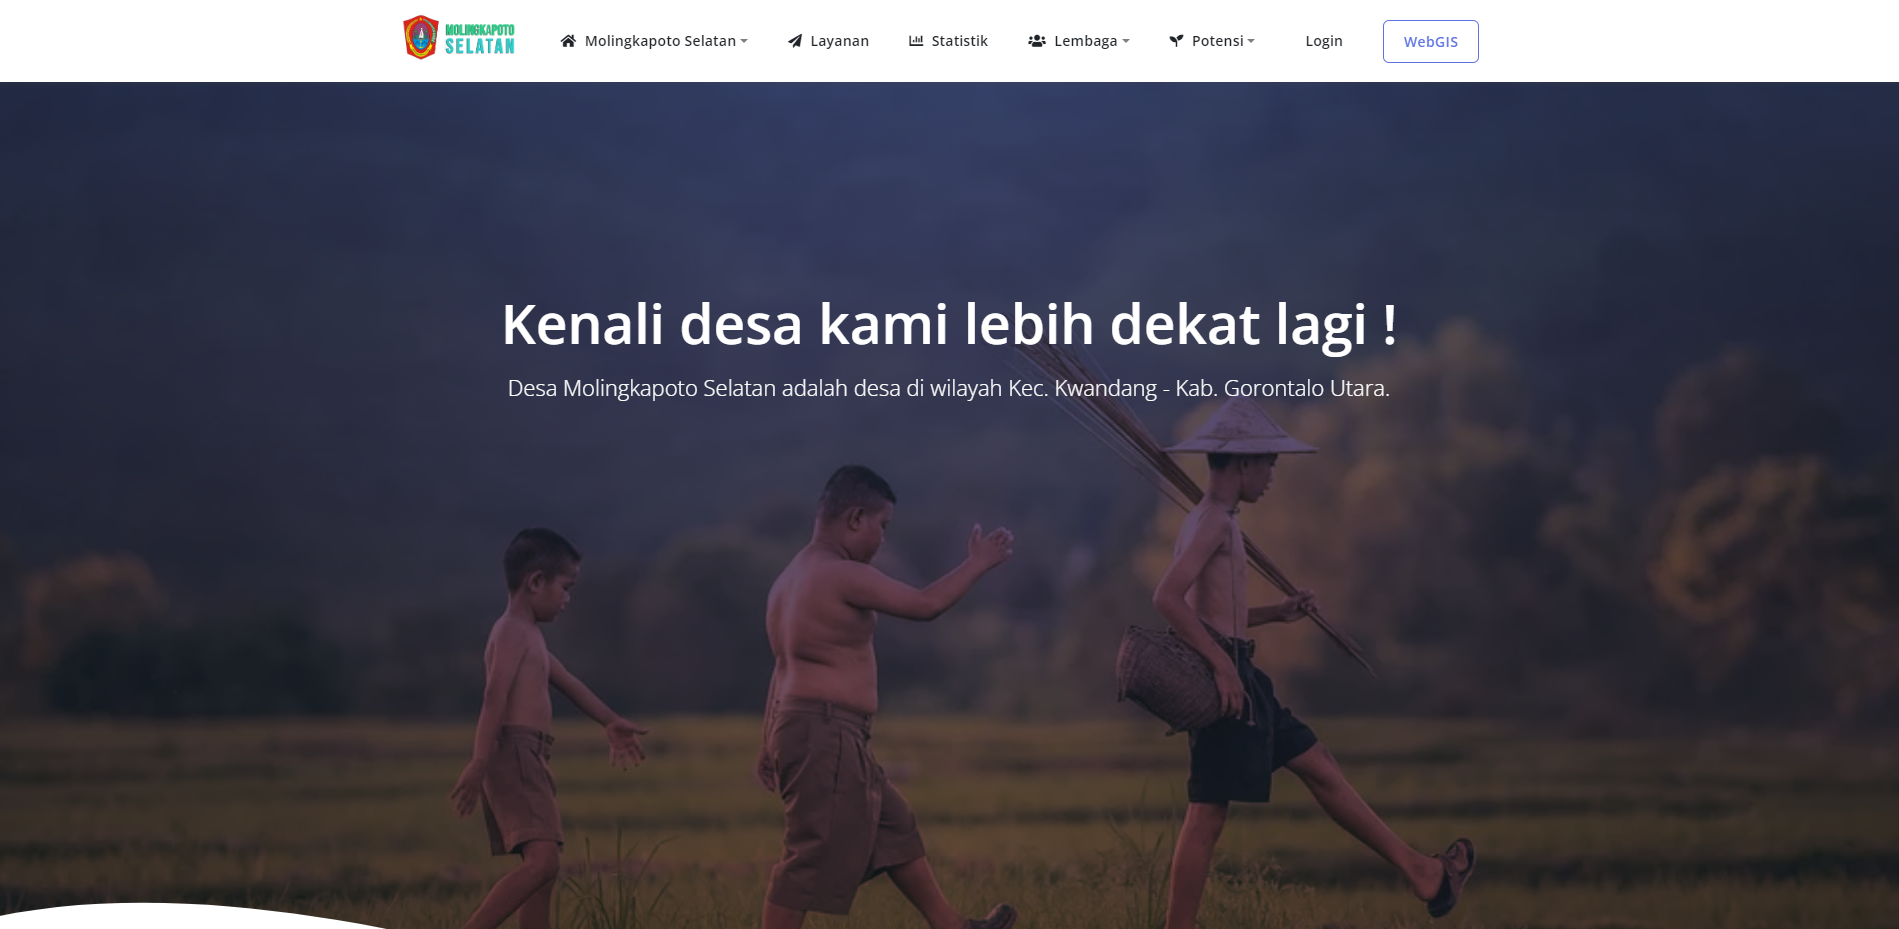 MOLINGKAPOTO
SELATAN
Molingkapoto Selatan
Layanan
Statistik
Lembaga
Potensi
Login
WebGIS
Kenali desa kami lebih dekat lagi !
Desa Molingkapoto Selatan adalah desa di wilayah Kec. Kwandang - Kab. Gorontalo Utara.